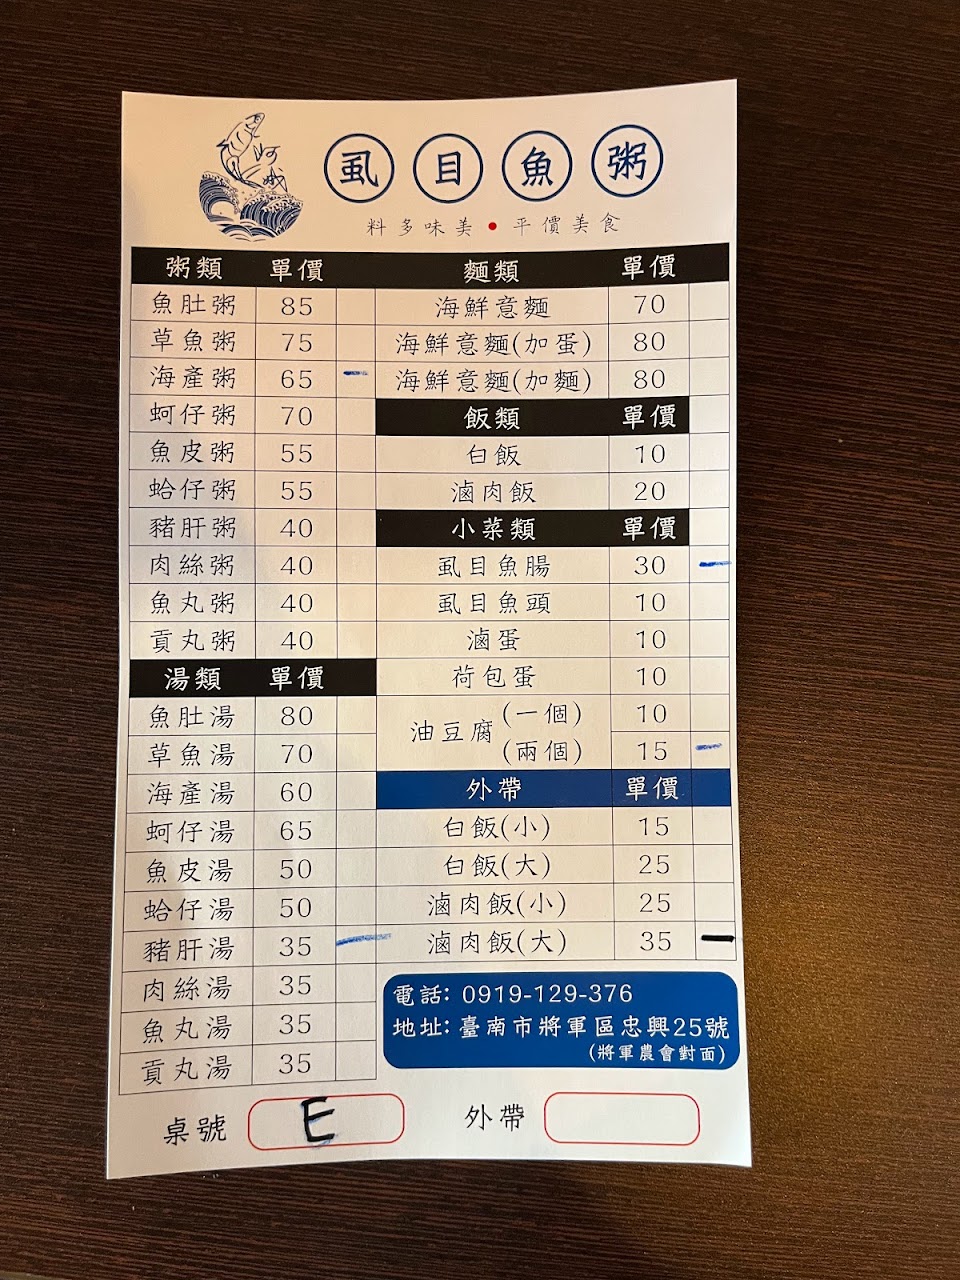 阿娥
虱目魚粥
料多味美•平價美食
粥類 單價
魚肚粥 85
草魚粥 75
海產粥 65 一
蚵仔粥 70
魚皮粥 55
蛤仔粥 55
豬肝粥 40
肉絲粥 40
魚丸粥 40
貢丸粥 40
湯類 單價
魚肚湯 80
草魚湯 70
海產湯 60
蚵仔湯 65
魚皮湯 50
蛤仔湯 50
豬肝湯 35 一
肉絲湯 35
魚丸湯 35
貢丸湯 35
麵類 單價
海鮮意麵 70
海鮮意麵(加蛋) 80
海鮮意麵(加麵) 80
飯類 單價
白飯 10
滷肉飯 20
小菜類 單價
虱目魚腸 30 一
虱目魚頭 10
滷蛋 10
荷包蛋 10
油豆腐 (一個) 10
(兩個) 15 一
外帶 單價
白飯(小) 15
白飯(大) 25
滷肉飯(小) 25
滷肉飯(大) 35 一
電話: 0919-129-376
地址: 臺南市將軍區忠興25號
(將軍農會對面)
桌號 E 外帶